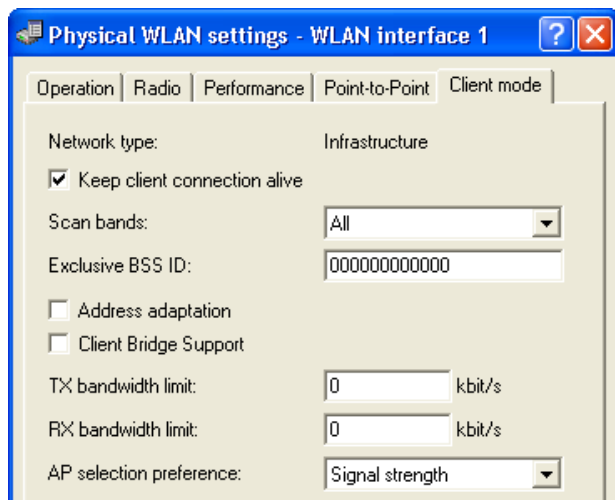 Physical WLAN settings - WLAN interface 1
Operation Radio Performance Point-to-Point Client mode
Network type: Infrastructure
Keep client connection alive
Scan bands: All
Exclusive BSS ID: 000000000000
Address adaptation
Client Bridge Support
TX bandwidth limit: 0 kbit/s
RX bandwidth limit: 0 kbit/s
AP selection preference: Signal strength